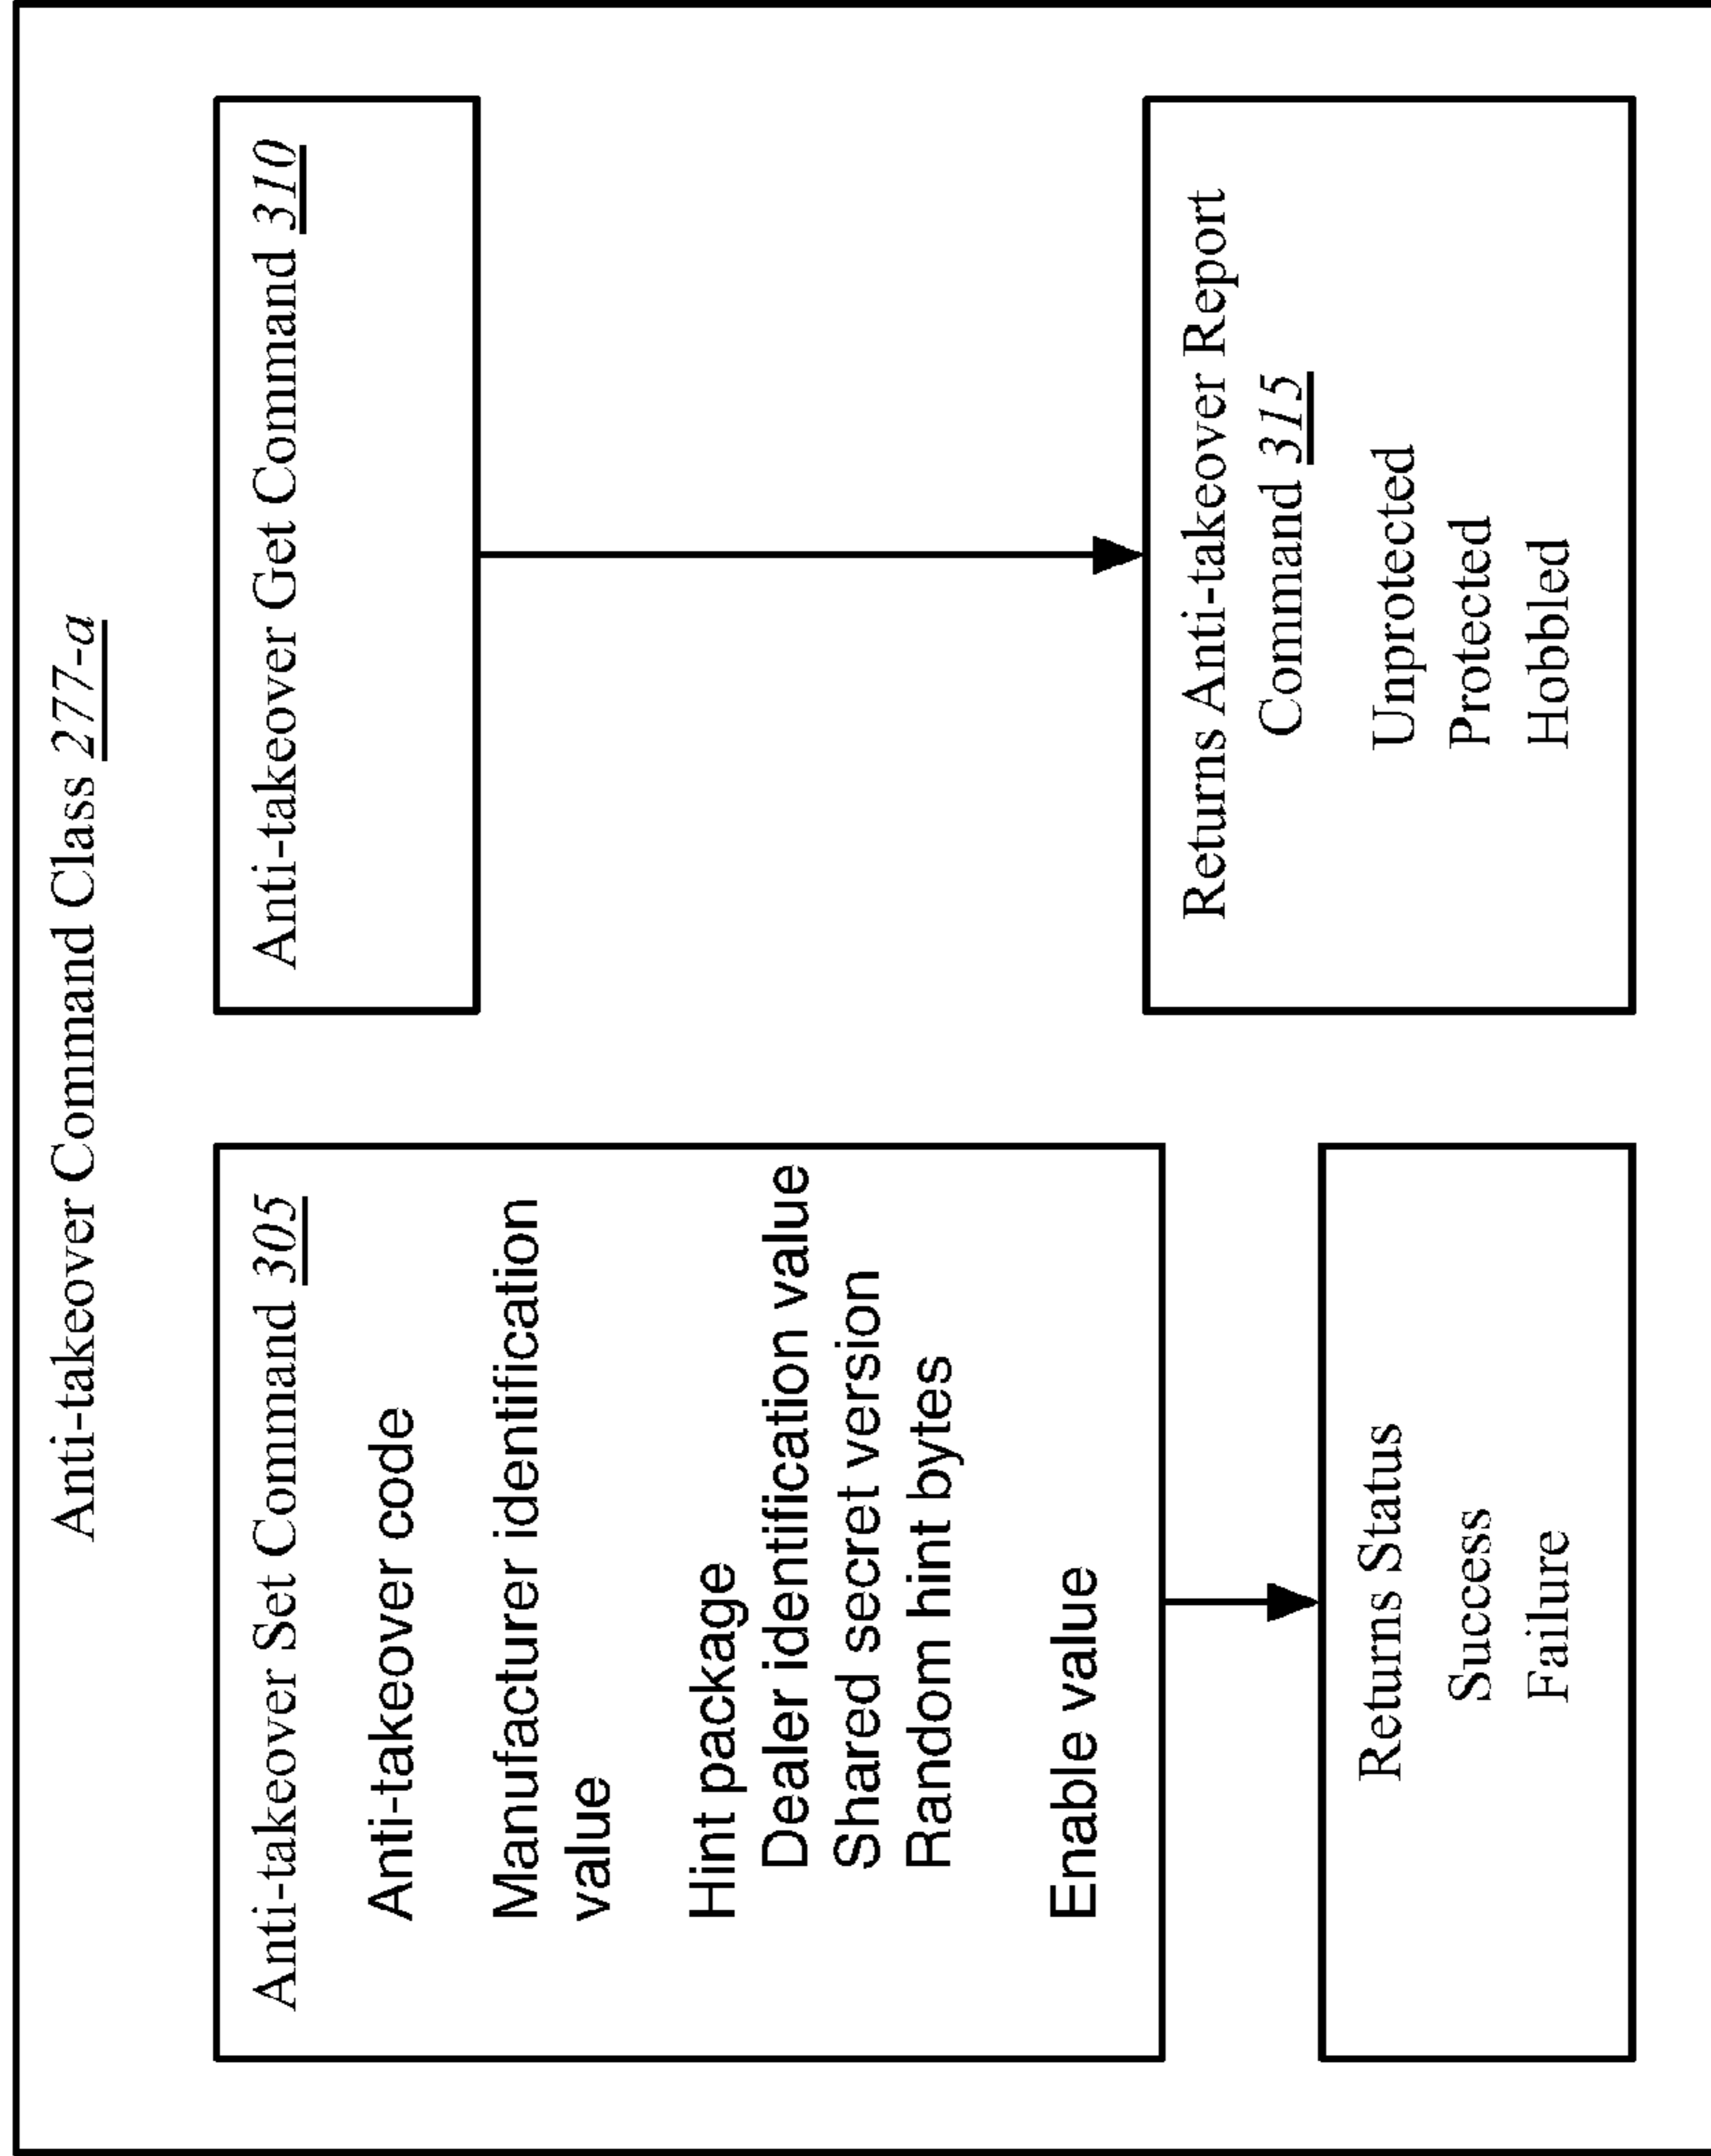 Anti-takeover Command Class 277-a
Anti-takeover Set Command 305
Anti-takeover code
Manufacturer identification
value
Hint package
Dealer identification value
Shared secret version
Random hint bytes
Enable value
Returns Status
Success
Failure
Anti-takeover Get Command 310
Returns Anti-takeover Report
Command 315
Unprotected
Protected
Hobbled